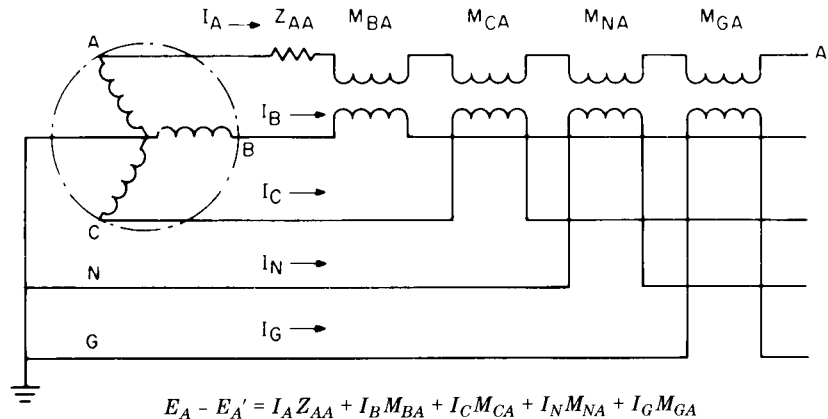 I_A → Z_AA M_BA M_CA M_NA M_GA
A A
I_B →
B
I_C →
C
N I_N →
G I_G →
E_A − E_A′ = I_A Z_AA + I_B M_BA + I_C M_CA + I_N M_NA + I_G M_GA